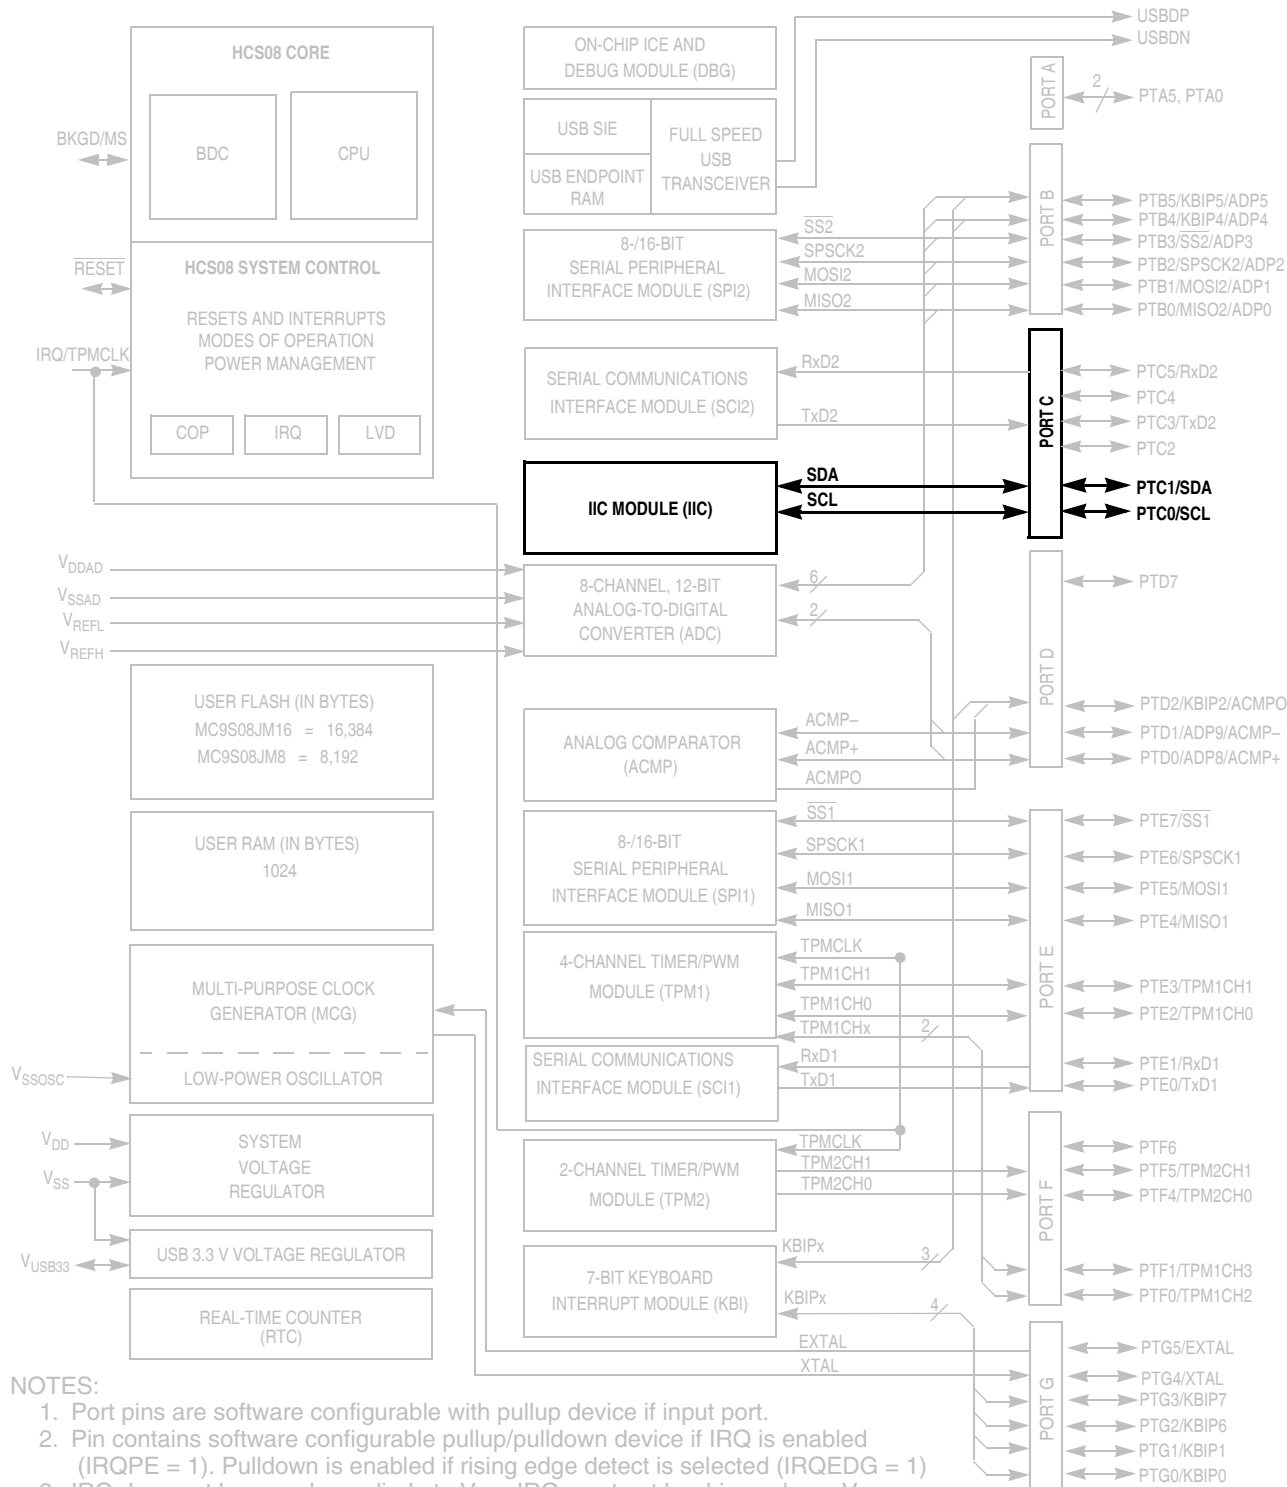 HCS08 CORE
BDC
CPU
BKGD/MS
RESET
HCS08 SYSTEM CONTROL
RESETS AND INTERRUPTS
MODES OF OPERATION
POWER MANAGEMENT
IRQ/TPMCLK
COP
IRQ
LVD
VDDAD
VSSAD
VREFL
VREFH
USER FLASH (IN BYTES)
MC9S08JM16 = 16,384
MC9S08JM8 = 8,192
USER RAM (IN BYTES)
1024
MULTI-PURPOSE CLOCK
GENERATOR (MCG)
LOW-POWER OSCILLATOR
VSSOSC
VDD
VSS
SYSTEM
VOLTAGE
REGULATOR
USB 3.3 V VOLTAGE REGULATOR
VUSB33
REAL-TIME COUNTER
(RTC)
ON-CHIP ICE AND
DEBUG MODULE (DBG)
USB SIE
USB ENDPOINT
RAM
FULL SPEED
USB
TRANSCEIVER
8-/16-BIT
SERIAL PERIPHERAL
INTERFACE MODULE (SPI2)
SS2
SPSCK2
MOSI2
MISO2
SERIAL COMMUNICATIONS
INTERFACE MODULE (SCI2)
RxD2
TxD2
IIC MODULE (IIC)
SDA
SCL
8-CHANNEL, 12-BIT
ANALOG-TO-DIGITAL
CONVERTER (ADC)
6
2
ANALOG COMPARATOR
(ACMP)
ACMP–
ACMP+
ACMPO
8-/16-BIT
SERIAL PERIPHERAL
INTERFACE MODULE (SPI1)
SS1
SPSCK1
MOSI1
MISO1
4-CHANNEL TIMER/PWM
MODULE (TPM1)
TPMCLK
TPM1CH1
TPM1CH0
TPM1CHx
2
SERIAL COMMUNICATIONS
INTERFACE MODULE (SCI1)
RxD1
TxD1
2-CHANNEL TIMER/PWM
MODULE (TPM2)
TPMCLK
TPM2CH1
TPM2CH0
7-BIT KEYBOARD
INTERRUPT MODULE (KBI)
KBIPx
3
KBIPx
4
EXTAL
XTAL
USBDP
USBDN
PORT A
2
PTA5, PTA0
PORT B
PTB5/KBIP5/ADP5
PTB4/KBIP4/ADP4
PTB3/SS2/ADP3
PTB2/SPSCK2/ADP2
PTB1/MOSI2/ADP1
PTB0/MISO2/ADP0
PORT C
PTC5/RxD2
PTC4
PTC3/TxD2
PTC2
PTC1/SDA
PTC0/SCL
PORT D
PTD7
PTD2/KBIP2/ACMPO
PTD1/ADP9/ACMP–
PTD0/ADP8/ACMP+
PORT E
PTE7/SS1
PTE6/SPSCK1
PTE5/MOSI1
PTE4/MISO1
PTE3/TPM1CH1
PTE2/TPM1CH0
PTE1/RxD1
PTE0/TxD1
PORT F
PTF6
PTF5/TPM2CH1
PTF4/TPM2CH0
PTF1/TPM1CH3
PTF0/TPM1CH2
PORT G
PTG5/EXTAL
PTG4/XTAL
PTG3/KBIP7
PTG2/KBIP6
PTG1/KBIP1
PTG0/KBIP0
NOTES:
1. Port pins are software configurable with pullup device if input port.
2. Pin contains software configurable pullup/pulldown device if IRQ is enabled
(IRQPE = 1). Pulldown is enabled if rising edge detect is selected (IRQEDG = 1)